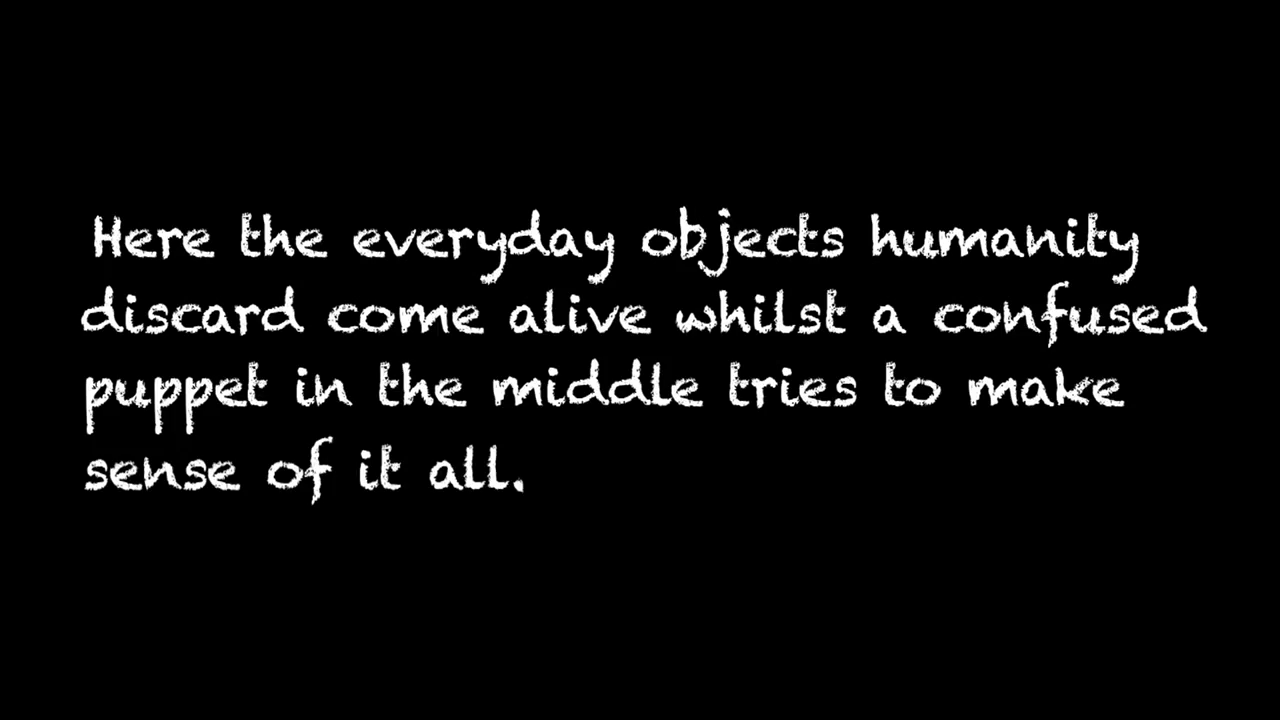 Here the everyday objects humanity
discard come alive whilst a confused
puppet in the middle tries to make
sense of it all.